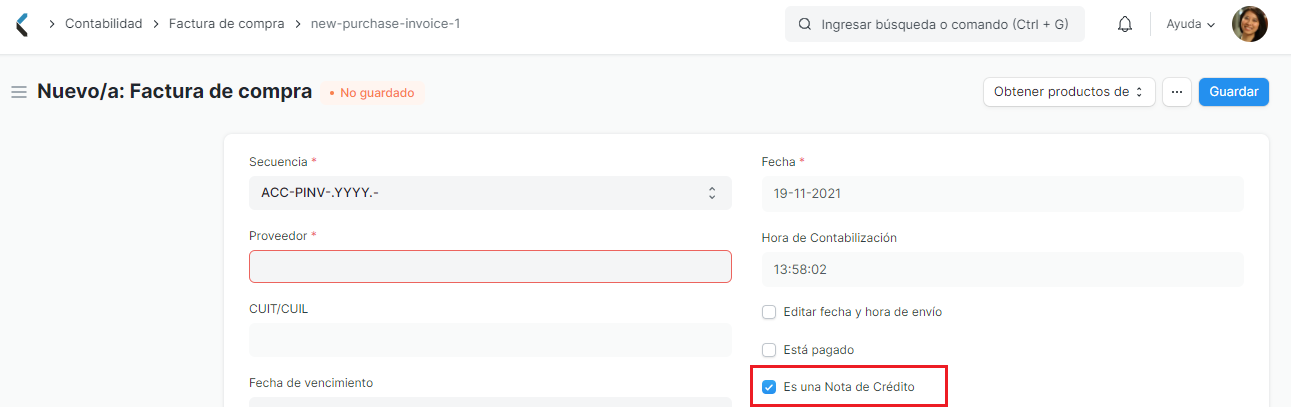 Contabilidad
Factura de compra
new-purchase-invoice-1
Ingresar búsqueda o comando (Ctrl + G)
Ayuda
Nuevo/a: Factura de compra
No guardado
Obtener productos de
Guardar
Secuencia *
ACC-PINV-.YYYY.-
Proveedor *
CUIT/CUIL
Fecha de vencimiento
Fecha *
19-11-2021
Hora de Contabilización
13:58:02
Editar fecha y hora de envío
Está pagado
Es una Nota de Crédito